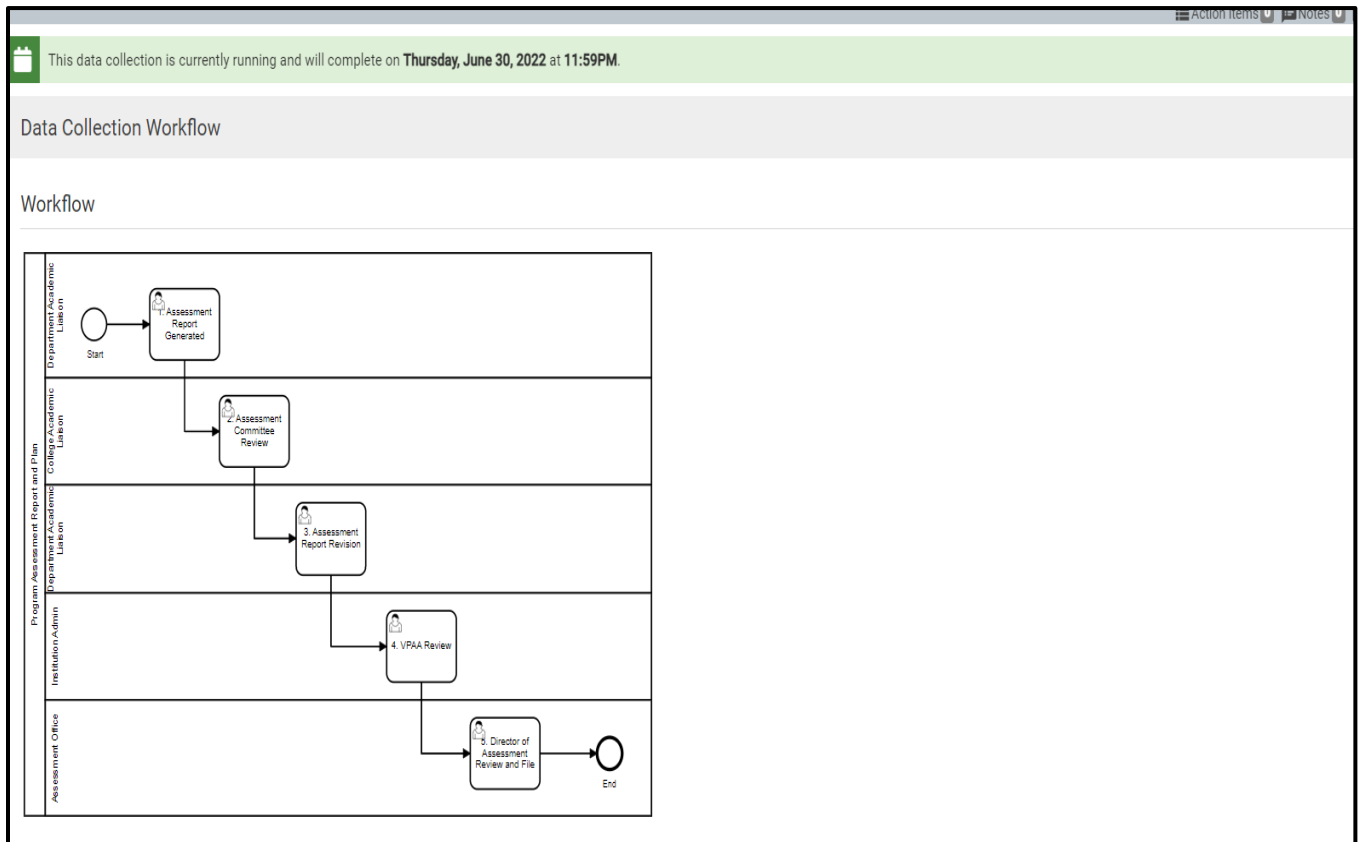 Action Items 0 Notes 0
This data collection is currently running and will complete on Thursday, June 30, 2022 at 11:59PM.
Data Collection Workflow
Workflow
Program Assessment Report and Plan
Department Academic
Liaison
Start
1. Assessment
Report
Generated
College Academic
Liaison
2. Assessment
Committee
Review
Department Academic
Liaison
3. Assessment
Report Revision
Institution Admin
4. VPAA Review
Assessment Office
5. Director of
Assessment
Review and File
End